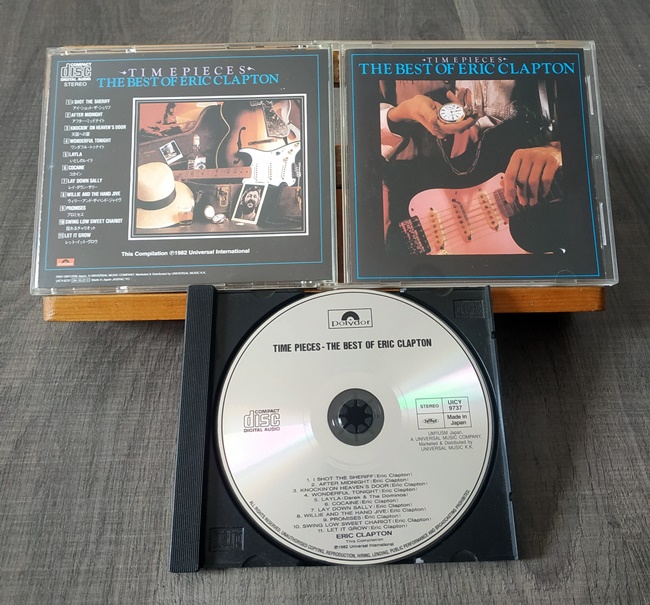 COMPACT
disc
DIGITAL AUDIO
STEREO
TIMEPIECES
THE BEST OF ERIC CLAPTON
1 I SHOT THE SHERIFF
アイ・ショット・ザ・シェリフ
2 AFTER MIDNIGHT
アフター・ミッドナイト
3 KNOCKIN' ON HEAVEN'S DOOR
天国への扉
4 WONDERFUL TONIGHT
ワンダフル・トゥナイト
5 LAYLA
いとしのレイラ
6 COCAINE
コカイン
7 LAY DOWN SALLY
レイ・ダウン・サリー
8 WILLIE AND THE HAND JIVE
ウィリー・アンド・ザ・ハンド・ジャイヴ
9 PROMISES
プロミセス
10 SWING LOW SWEET CHARIOT
揺れるチャリオット
11 LET IT GROW
レット・イット・グロウ
This Compilation ℗1982 Universal International
TIMEPIECES
THE BEST OF ERIC CLAPTON
Polydor
TIME PIECES - THE BEST OF ERIC CLAPTON
COMPACT
disc
DIGITAL AUDIO
STEREO
UICY
9737
Made in
Japan
UM/USM Japan,
A UNIVERSAL MUSIC COMPANY.
Marketed & Distributed by
UNIVERSAL MUSIC K.K.
1. I SHOT THE SHERIFF (Eric Clapton)
2. AFTER MIDNIGHT (Eric Clapton)
3. KNOCKIN'ON HEAVEN'S DOOR (Eric Clapton)
4. WONDERFUL TONIGHT (Eric Clapton)
5. LAYLA (Derek & The Dominos)
6. COCAINE (Eric Clapton)
7. LAY DOWN SALLY (Eric Clapton)
8. WILLIE AND THE HAND JIVE (Eric Clapton)
9. PROMISES (Eric Clapton)
10. SWING LOW SWEET CHARIOT (Eric Clapton)
11. LET IT GROW (Eric Clapton)
ERIC CLAPTON
This Compilation
℗1982 Universal International
UNAUTHORISED COPYING, REPRODUCTION, HIRING, LENDING, PUBLIC PERFORMANCE AND BROADCASTING